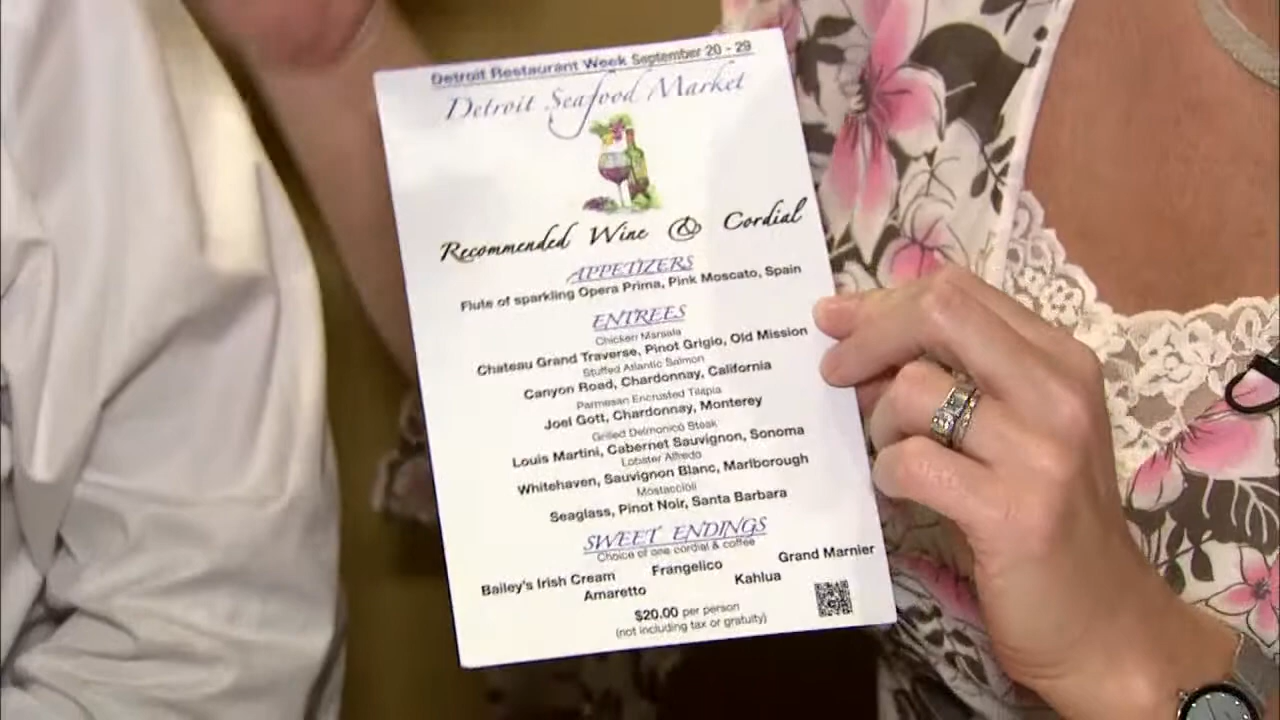 Detroit Restaurant Week September 20 - 29
Detroit Seafood Market
Recommended Wine & Cordial
APPETIZERS
Flute of sparkling Opera Prima, Pink Moscato, Spain
ENTREES
Chicken Marsala
Chateau Grand Traverse, Pinot Grigio, Old Mission
Stuffed Atlantic Salmon
Canyon Road, Chardonnay, California
Parmesan Encrusted Tilapia
Joel Gott, Chardonnay, Monterey
Grilled Delmonico Steak
Louis Martini, Cabernet Sauvignon, Sonoma
Lobster Alfredo
Whitehaven, Sauvignon Blanc, Marlborough
Mostaccioli
Seaglass, Pinot Noir, Santa Barbara
SWEET ENDINGS
Choice of one cordial & coffee
Bailey's Irish Cream Frangelico Grand Marnier
Amaretto Kahlua
$20.00 per person
(not including tax or gratuity)